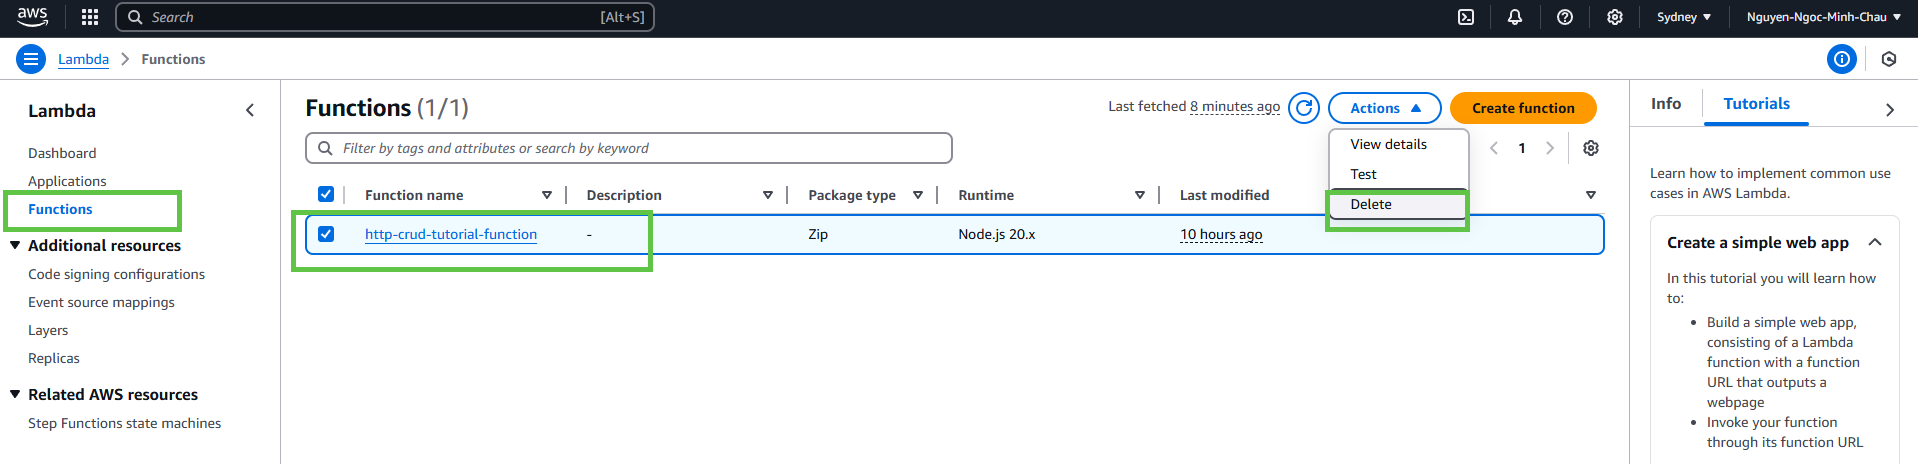 aws
Search
[Alt+S]
Sydney
Nguyen-Ngoc-Minh-Chau
Lambda
Functions
Lambda
Dashboard
Applications
Functions
Additional resources
Code signing configurations
Event source mappings
Layers
Replicas
Related AWS resources
Step Functions state machines
Functions (1/1)
Last fetched 8 minutes ago
Actions
Create function
Filter by tags and attributes or search by keyword
View details
Test
Delete
1
Function name
Description
Package type
Runtime
Last modified
http-crud-tutorial-function
-
Zip
Node.js 20.x
10 hours ago
Info
Tutorials
Learn how to implement common use
cases in AWS Lambda.
Create a simple web app
In this tutorial you will learn how
to:
• Build a simple web app,
consisting of a Lambda
function with a function
URL that outputs a
webpage
• Invoke your function
through its function URL